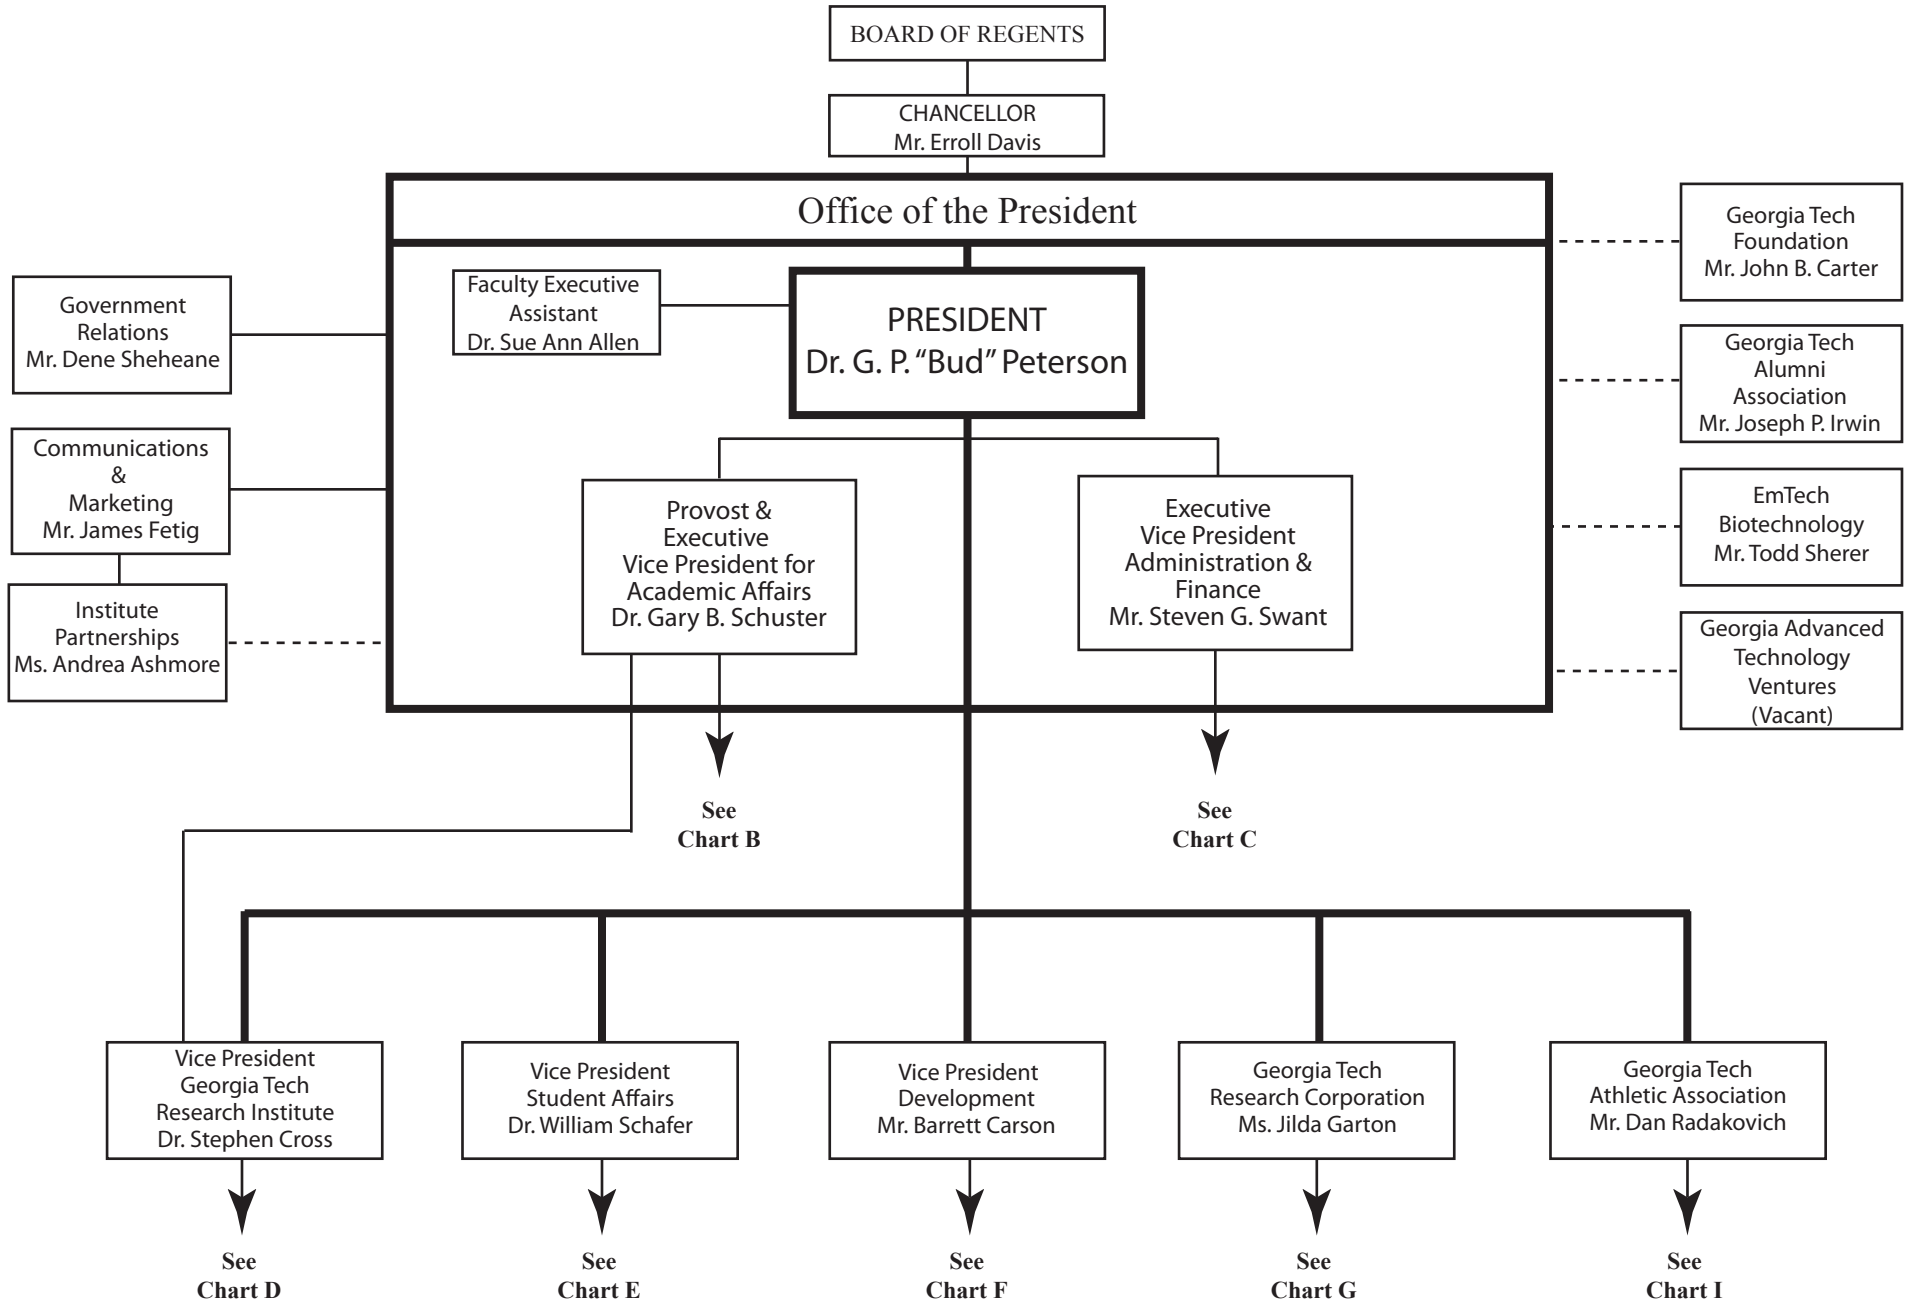 BOARD OF REGENTS
CHANCELLOR
Mr. Erroll Davis
Office of the President
Georgia Tech
Foundation
Mr. John B. Carter
Faculty Executive
Assistant
Dr. Sue Ann Allen
PRESIDENT
Dr. G. P. “Bud” Peterson
Government
Relations
Mr. Dene Sheheane
Georgia Tech
Alumni
Association
Mr. Joseph P. Irwin
Communications
&
Marketing
Mr. James Fetig
Provost &
Executive
Vice President for
Academic Affairs
Dr. Gary B. Schuster
Executive
Vice President
Administration &
Finance
Mr. Steven G. Swant
EmTech
Biotechnology
Mr. Todd Sherer
Institute
Partnerships
Ms. Andrea Ashmore
Georgia Advanced
Technology
Ventures
(Vacant)
See
Chart B
See
Chart C
Vice President
Georgia Tech
Research Institute
Dr. Stephen Cross
Vice President
Student Affairs
Dr. William Schafer
Vice President
Development
Mr. Barrett Carson
Georgia Tech
Research Corporation
Ms. Jilda Garton
Georgia Tech
Athletic Association
Mr. Dan Radakovich
See
Chart D
See
Chart E
See
Chart F
See
Chart G
See
Chart I